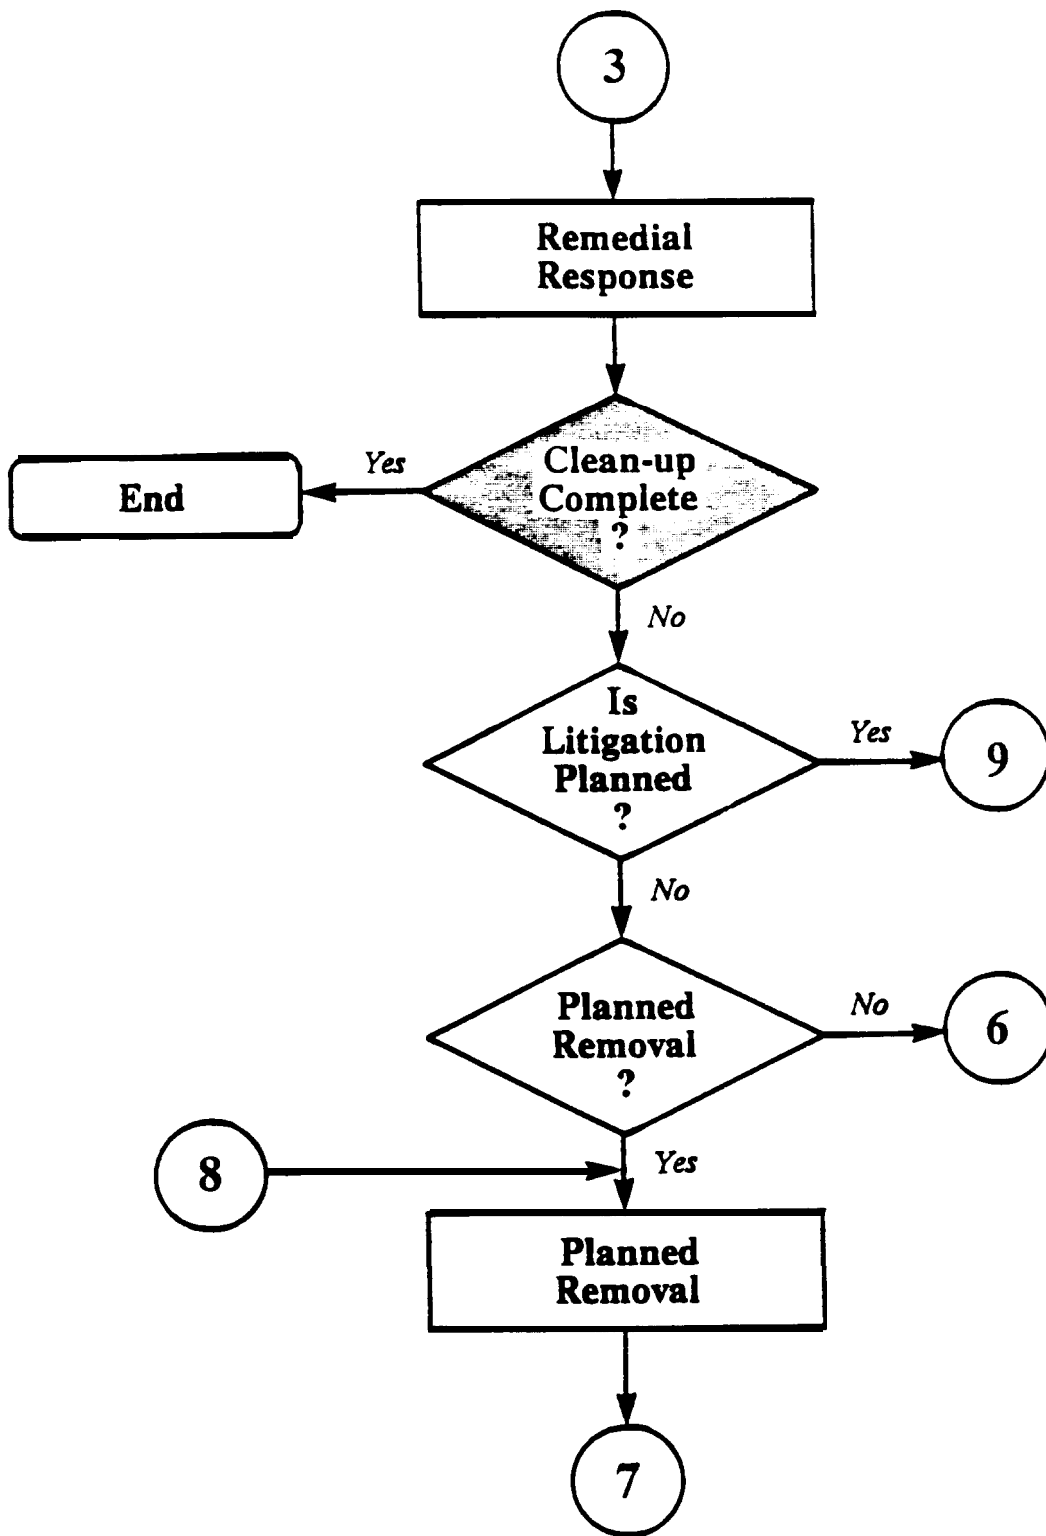 3
Remedial
Response
Clean-up
Complete
?
Yes
End
No
Is
Litigation
Planned
?
Yes
9
No
Planned
Removal
?
No
6
8
Yes
Planned
Removal
7